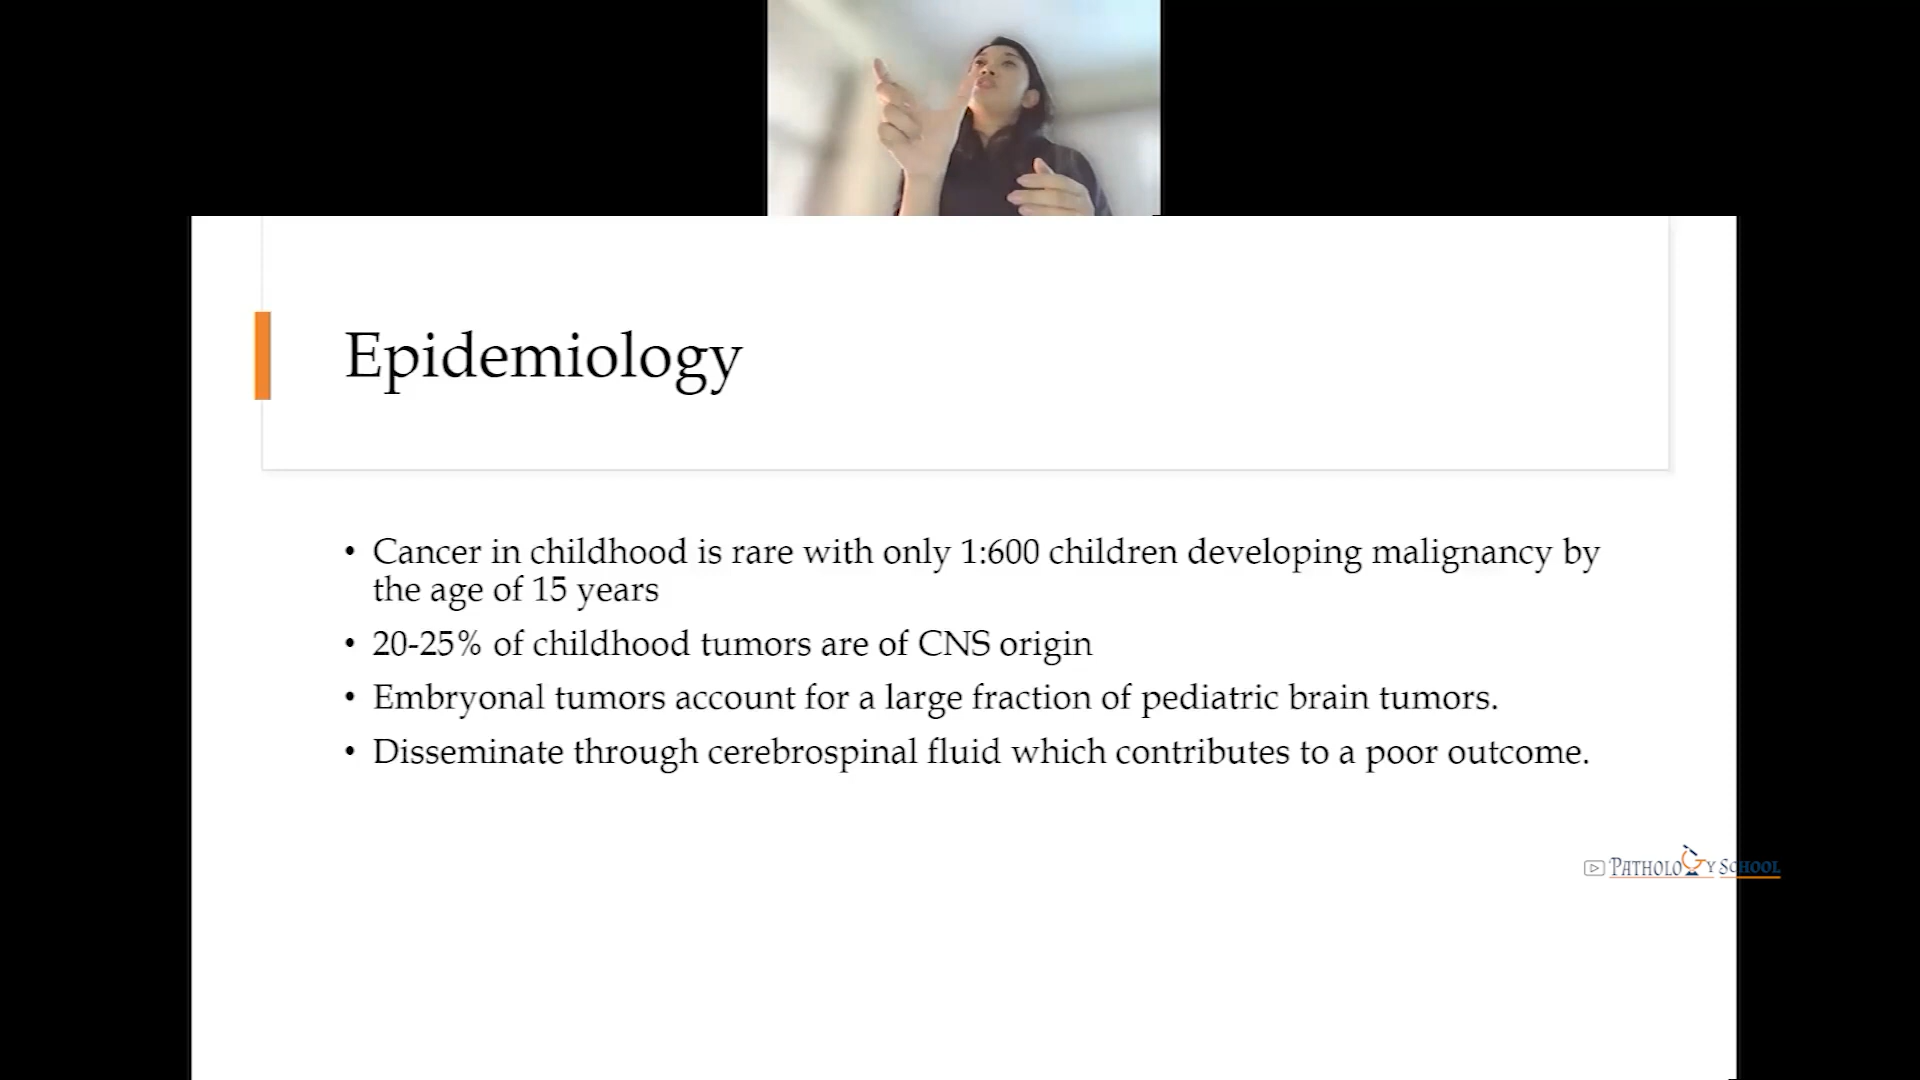 Epidemiology
• Cancer in childhood is rare with only 1:600 children developing malignancy by
the age of 15 years
• 20-25% of childhood tumors are of CNS origin
• Embryonal tumors account for a large fraction of pediatric brain tumors.
• Disseminate through cerebrospinal fluid which contributes to a poor outcome.
PATHOLOGY SCHOOL